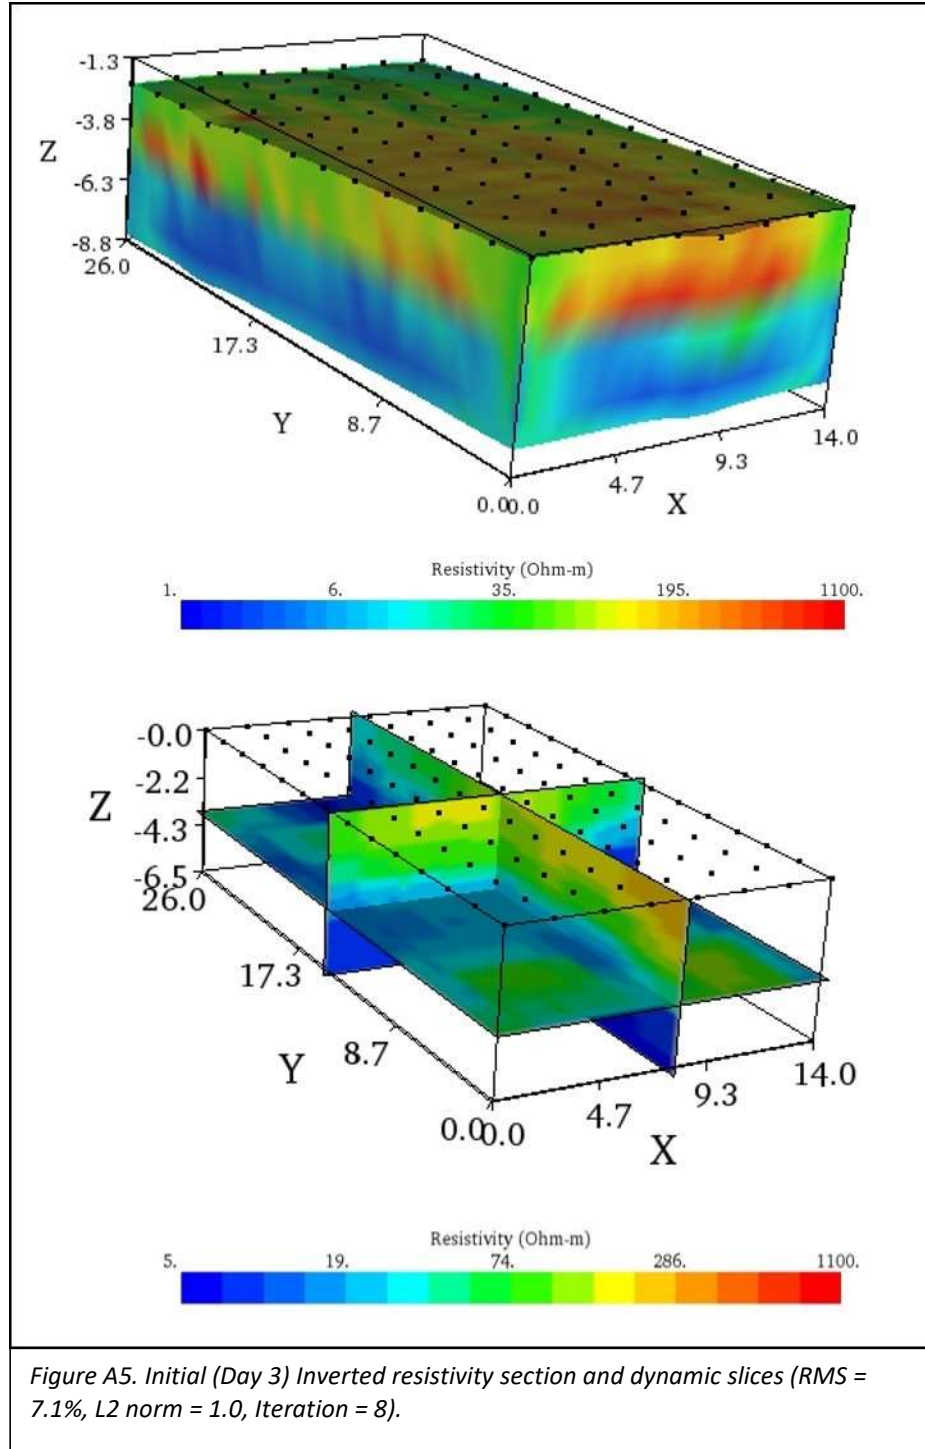 -1.3
-3.8
Z
-6.3
-8.8
26.0
17.3
Y
8.7
0.0
0.0
4.7
X
9.3
14.0
Resistivity (Ohm-m)
1. 6. 35. 195. 1100.
-0.0
-2.2
Z
-4.3
-6.5
26.0
17.3
Y
8.7
0.0
0.0
4.7
X
9.3
14.0
Resistivity (Ohm-m)
5. 19. 74. 286. 1100.
Figure A5. Initial (Day 3) Inverted resistivity section and dynamic slices (RMS =
7.1%, L2 norm = 1.0, Iteration = 8).